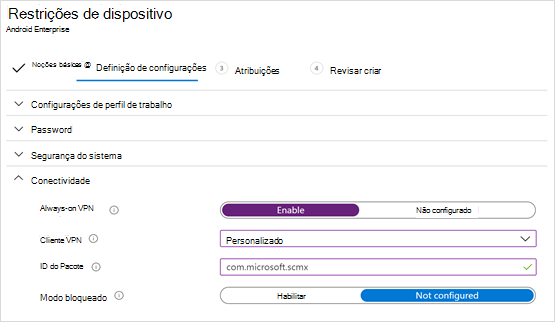 Restrições de dispositivo
Android Enterprise
Noções básicas Definição de configurações 3 Atribuições 4 Revisar criar
Configurações de perfil de trabalho
Password
Segurança do sistema
Conectividade
Always-on VPN Enable Não configurado
Cliente VPN Personalizado
ID do Pacote com.microsoft.scmx
Modo bloqueado Habilitar Not configured